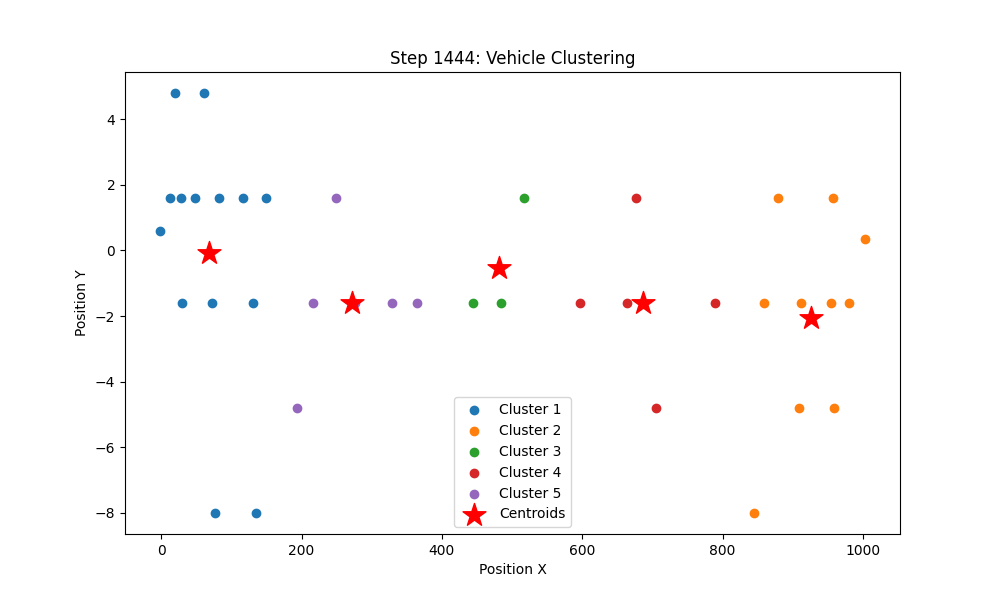 Step 1444: Vehicle Clustering
Position Y
4
2
0
−2
−4
−6
−8
Cluster 1
Cluster 2
Cluster 3
Cluster 4
Cluster 5
Centroids
0
200
400
600
800
1000
Position X